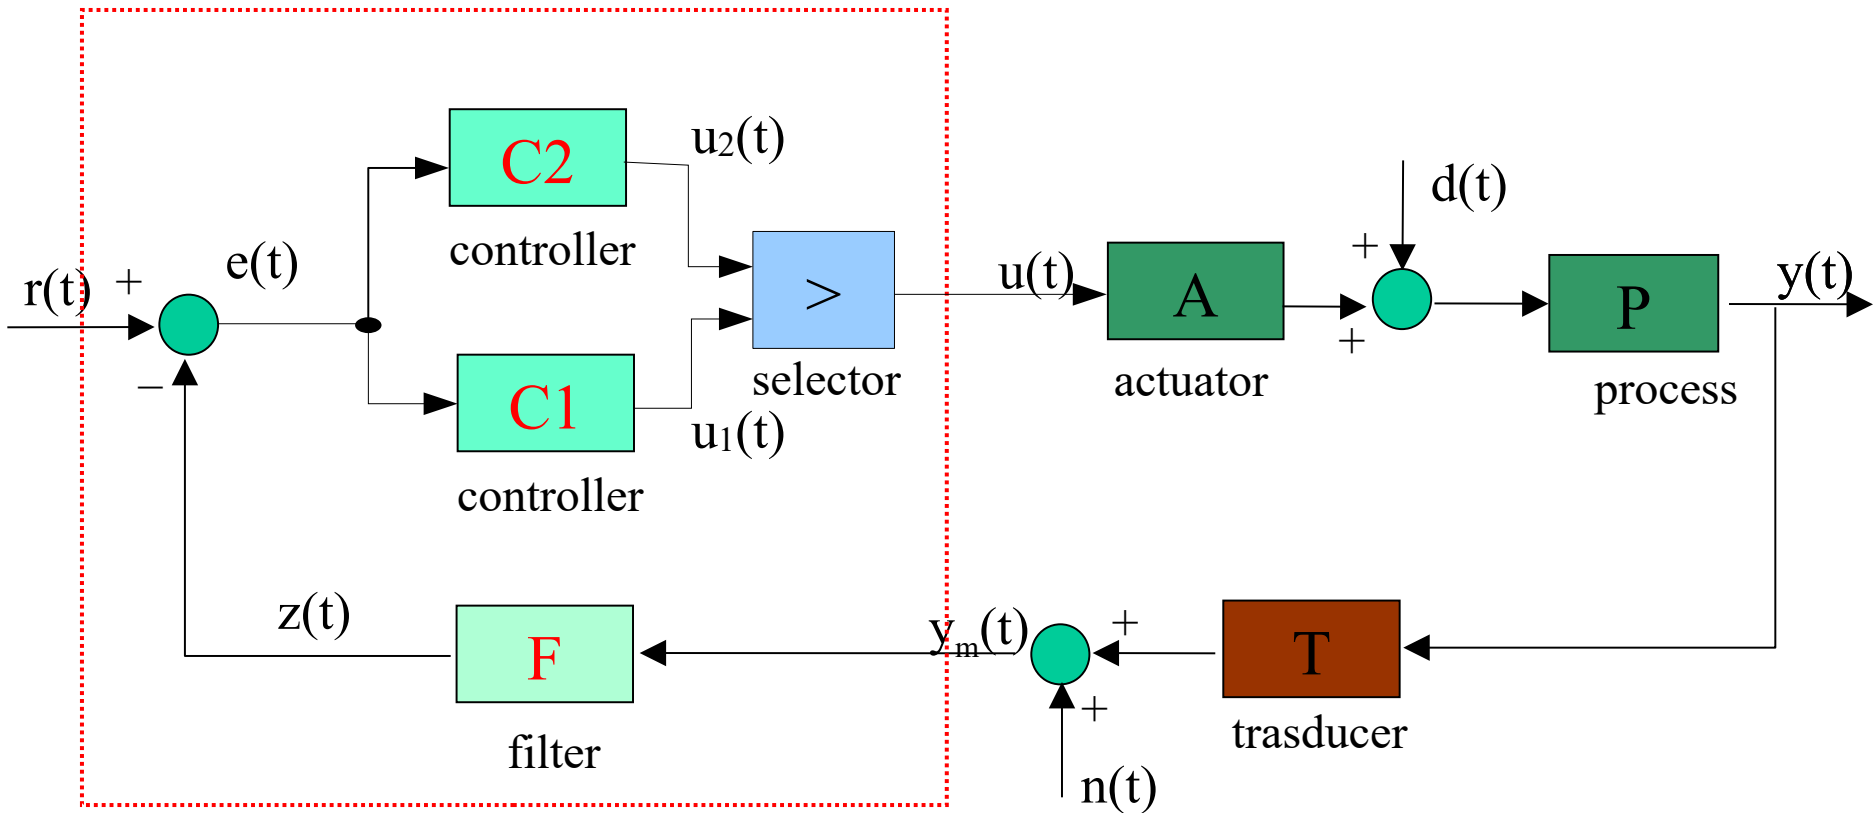 C2
u2(t)
controller
d(t)
r(t)
+
e(t)
>
u(t)
A
+
+
P
y(t)
–
C1
selector
u1(t)
actuator
process
controller
z(t)
F
filter
ym(t)
+
+
T
trasducer
n(t)